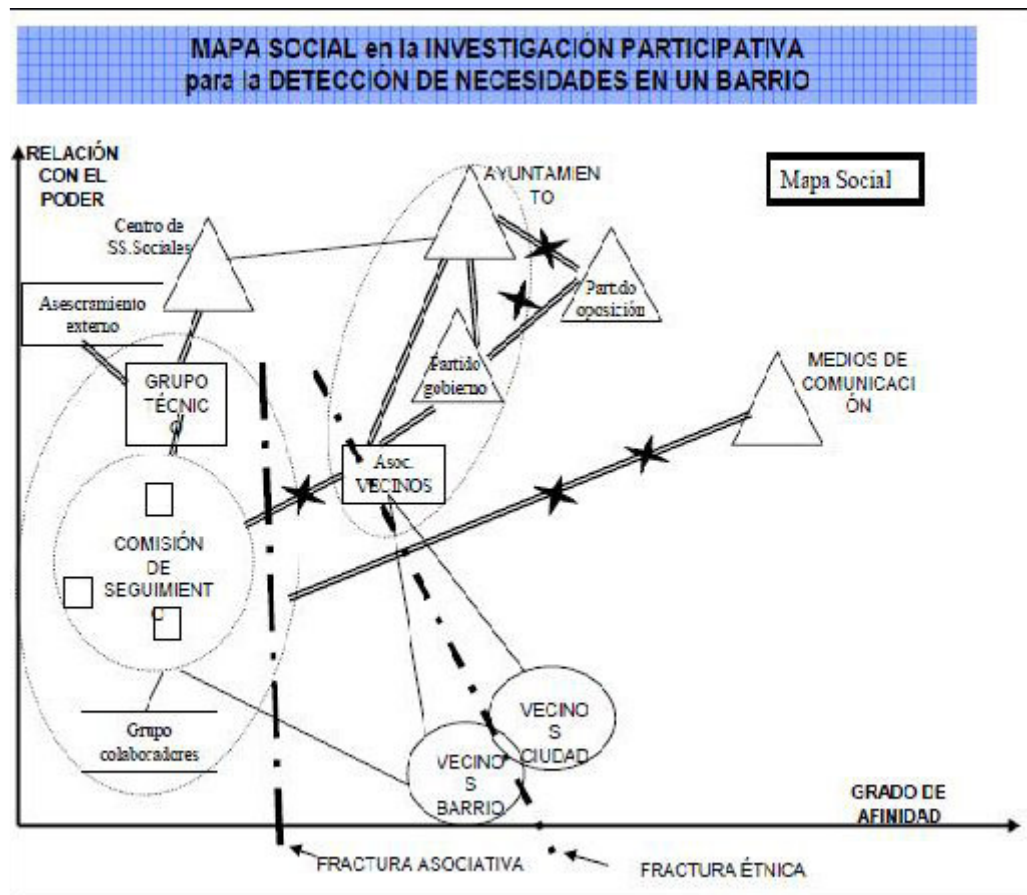 MAPA SOCIAL en la INVESTIGACIÓN PARTICIPATIVA
para la DETECCIÓN DE NECESIDADES EN UN BARRIO
RELACIÓN
CON EL
PODER
Mapa Social
AYUNTAMIEN
TO
Centro de
SS.Sociales
Partido
oposición
Asesoramiento
externo
Partido
gobierno
MEDIOS DE
COMUNICACI
ÓN
GRUPO
TÉCNIC
O
Asoc.
VECINOS
COMISIÓN
DE
SEGUIMIENT
O
Grupo
colaboradores
VECINO
S
CIUDAD
VECINO
S
BARRIO
GRADO DE
AFINIDAD
FRACTURA ASOCIATIVA
FRACTURA ÉTNICA